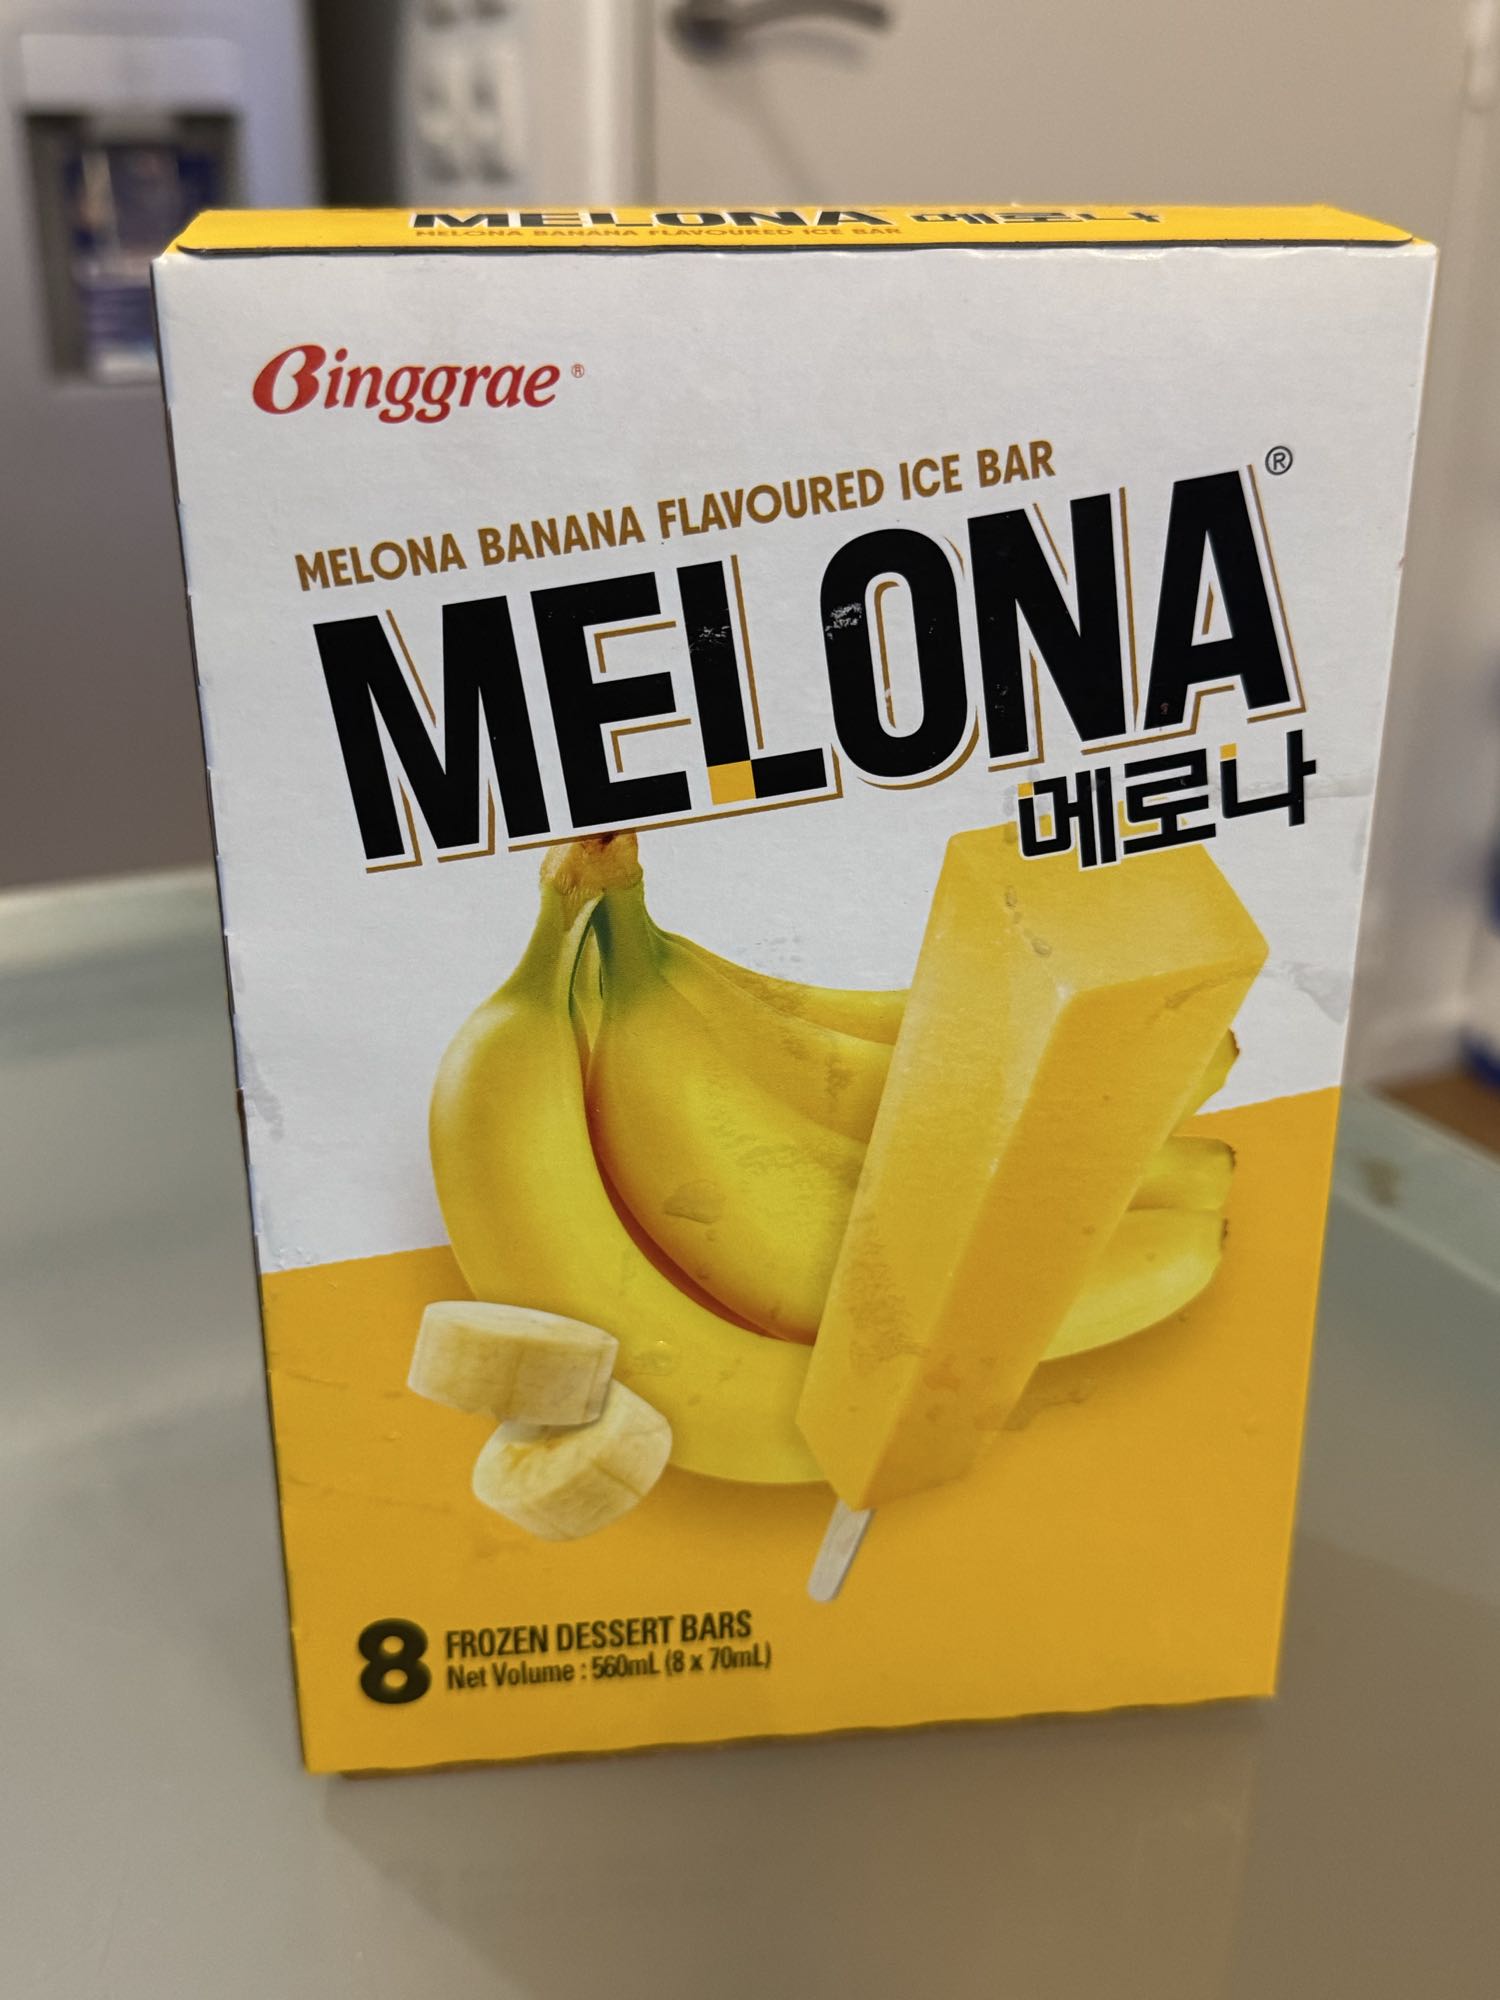 MELONA 메로나
MELONA BANANA FLAVOURED ICE BAR
Binggrae®
MELONA BANANA FLAVOURED ICE BAR
MELONA®
메로나
8 FROZEN DESSERT BARS
Net Volume : 560mL (8 x 70mL)